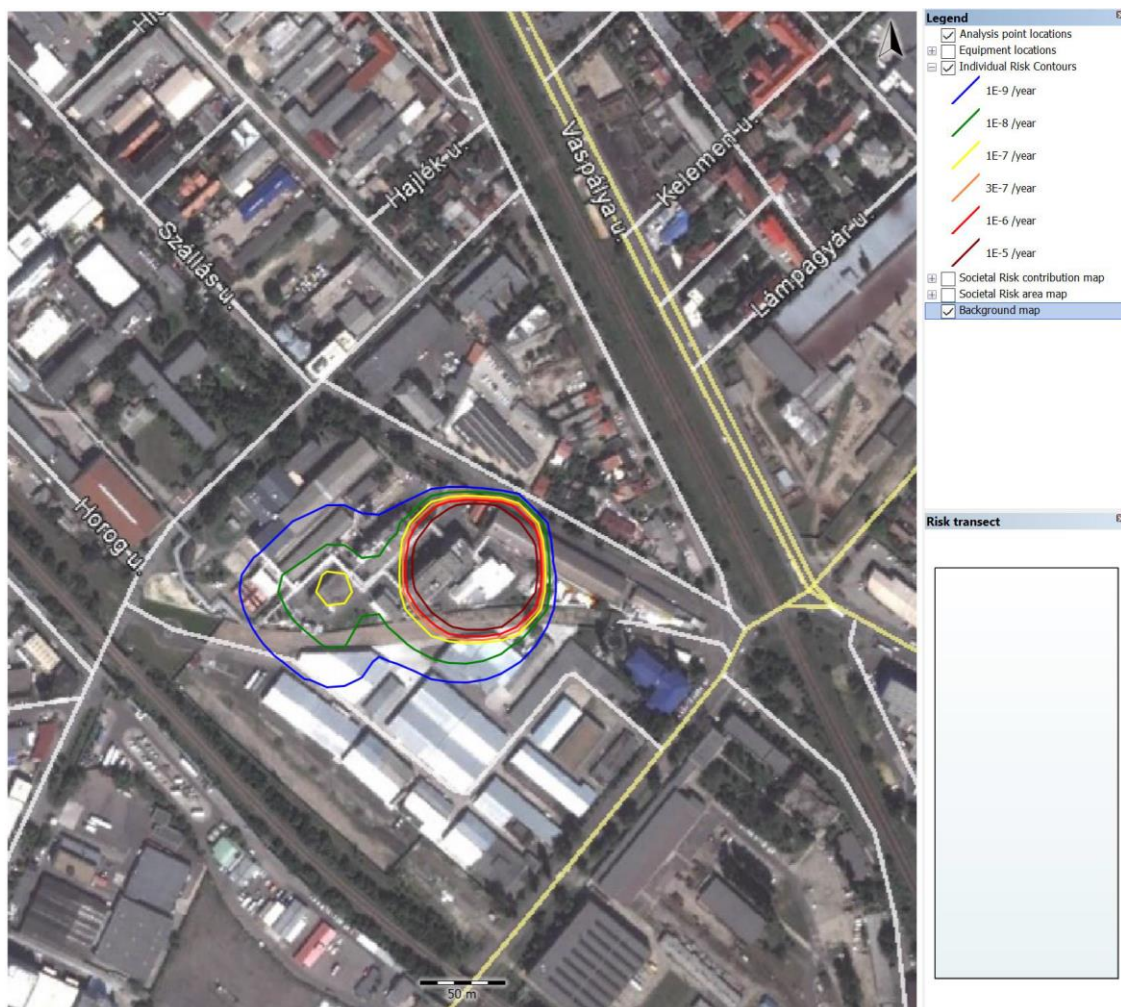 Hajlék u.
Szállás u.
Vaspálya u.
Kelemen u.
Lámpagyár u.
Horog u.
50 m
Legend
Analysis point locations
Equipment locations
Individual Risk Contours
1E-9 /year
1E-8 /year
1E-7 /year
3E-7 /year
1E-6 /year
1E-5 /year
Societal Risk contribution map
Societal Risk area map
Background map
Risk transect